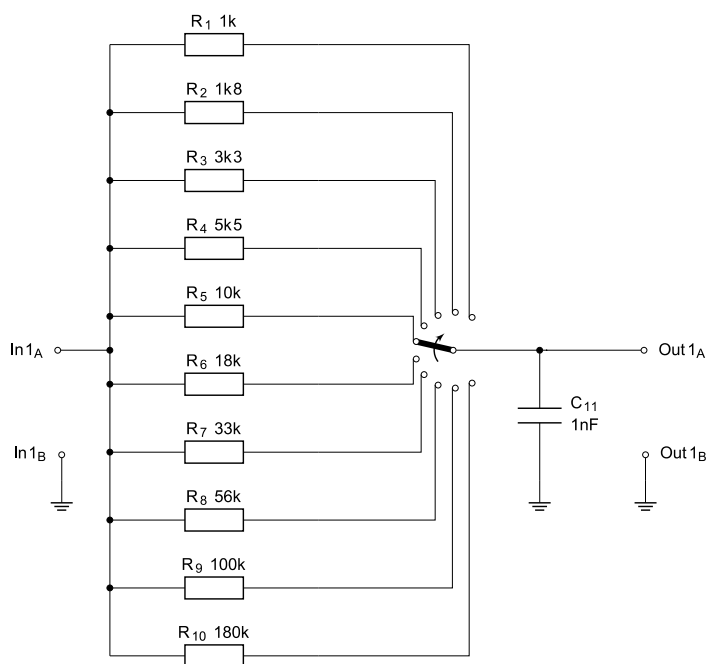 R1 1k
R2 1k8
R3 3k3
R4 5k5
R5 10k
In1A
Out1A
R6 18k
C11
1nF
R7 33k
In1B
Out1B
R8 56k
R9 100k
R10 180k